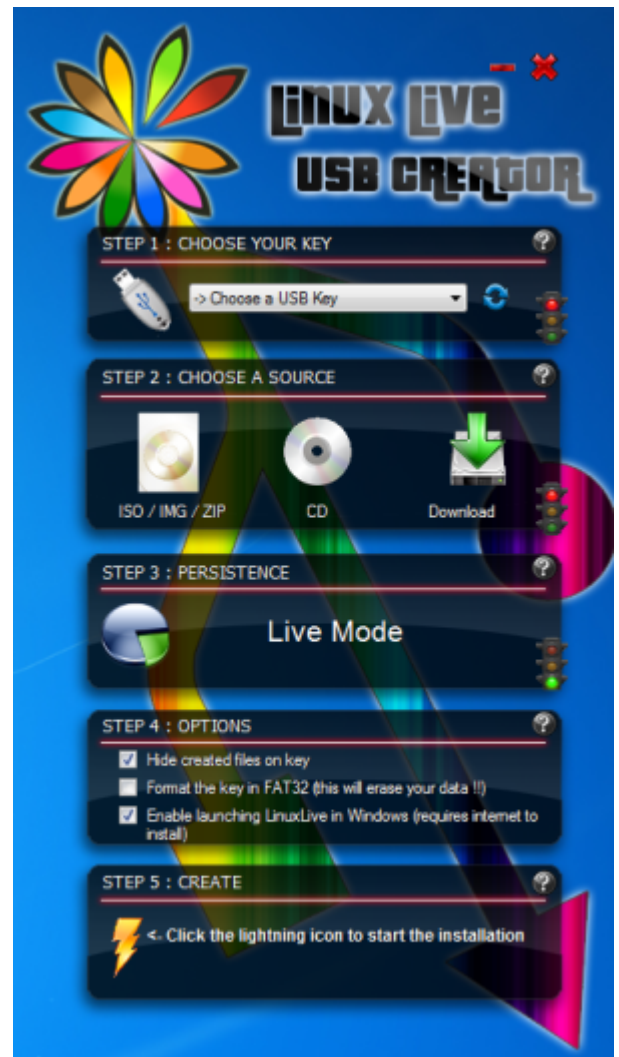 Linux Live
USB Creator
STEP 1 : CHOOSE YOUR KEY
-> Choose a USB Key
STEP 2 : CHOOSE A SOURCE
ISO / IMG / ZIP
CD
Download
STEP 3 : PERSISTENCE
Live Mode
STEP 4 : OPTIONS
Hide created files on key
Format the key in FAT32 (this will erase your data !!)
Enable launching LinuxLive in Windows (requires internet to
install)
STEP 5 : CREATE
<- Click the lightning icon to start the installation